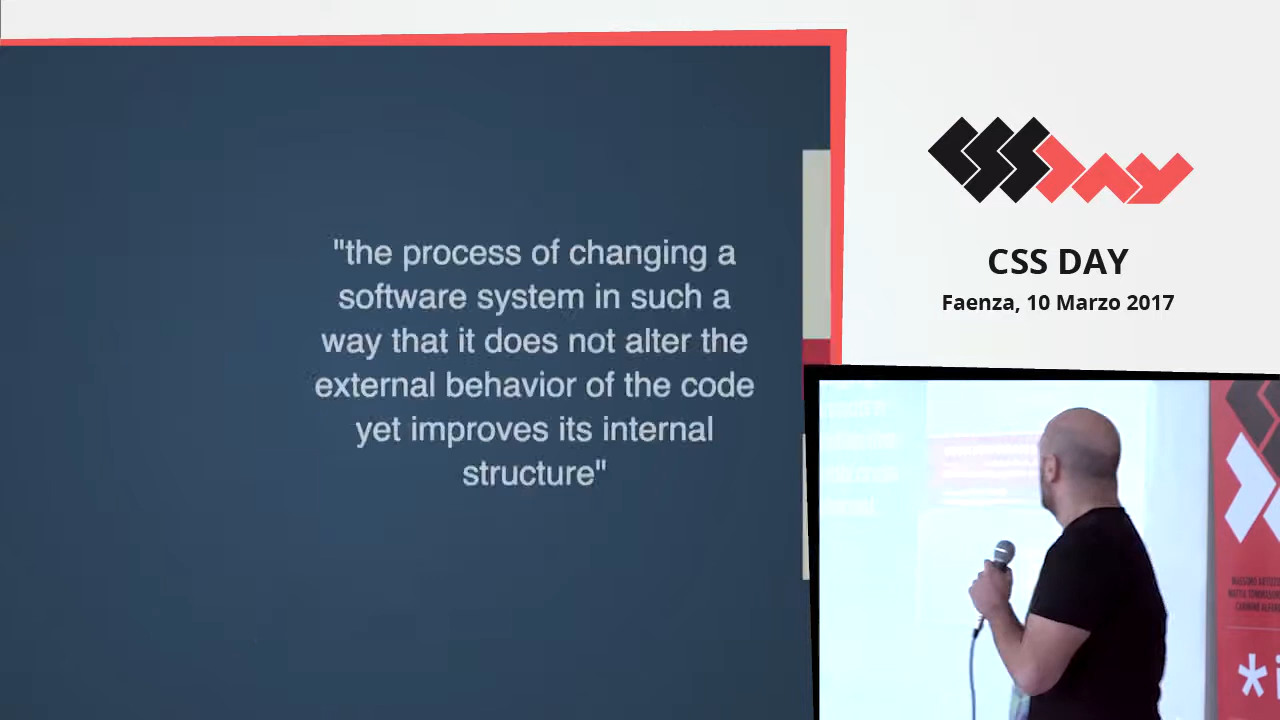 "the process of changing a
software system in such a
way that it does not alter the
external behavior of the code
yet improves its internal
structure"
CSSDAY
CSS DAY
Faenza, 10 Marzo 2017